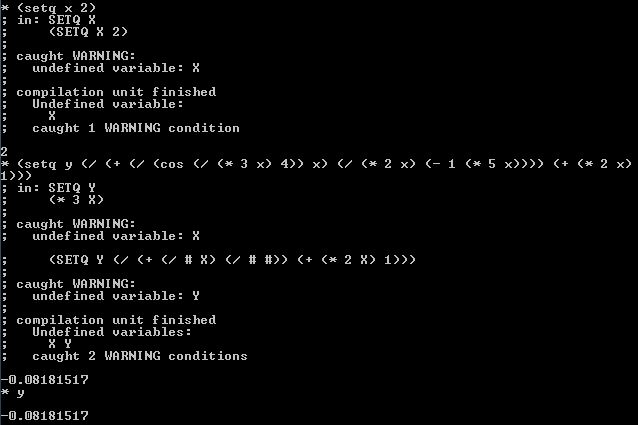 * (setq x 2)
; in: SETQ X
;     (SETQ X 2)
;
; caught WARNING:
;   undefined variable: X
;
; compilation unit finished
;   Undefined variable:
;     X
;   caught 1 WARNING condition

2
* (setq y (/ (+ (/ (cos (/ (* 3 x) 4)) x) (/ (* 2 x) (- 1 (* 5 x)))) (+ (* 2 x)
1)))
; in: SETQ Y
;     (* 3 X)
;
; caught WARNING:
;   undefined variable: X

;     (SETQ Y (/ (+ (/ # X) (/ # #)) (+ (* 2 X) 1)))
;
; caught WARNING:
;   undefined variable: Y
;
; compilation unit finished
;   Undefined variables:
;     X Y
;   caught 2 WARNING conditions

-0.08181517
* y

-0.08181517